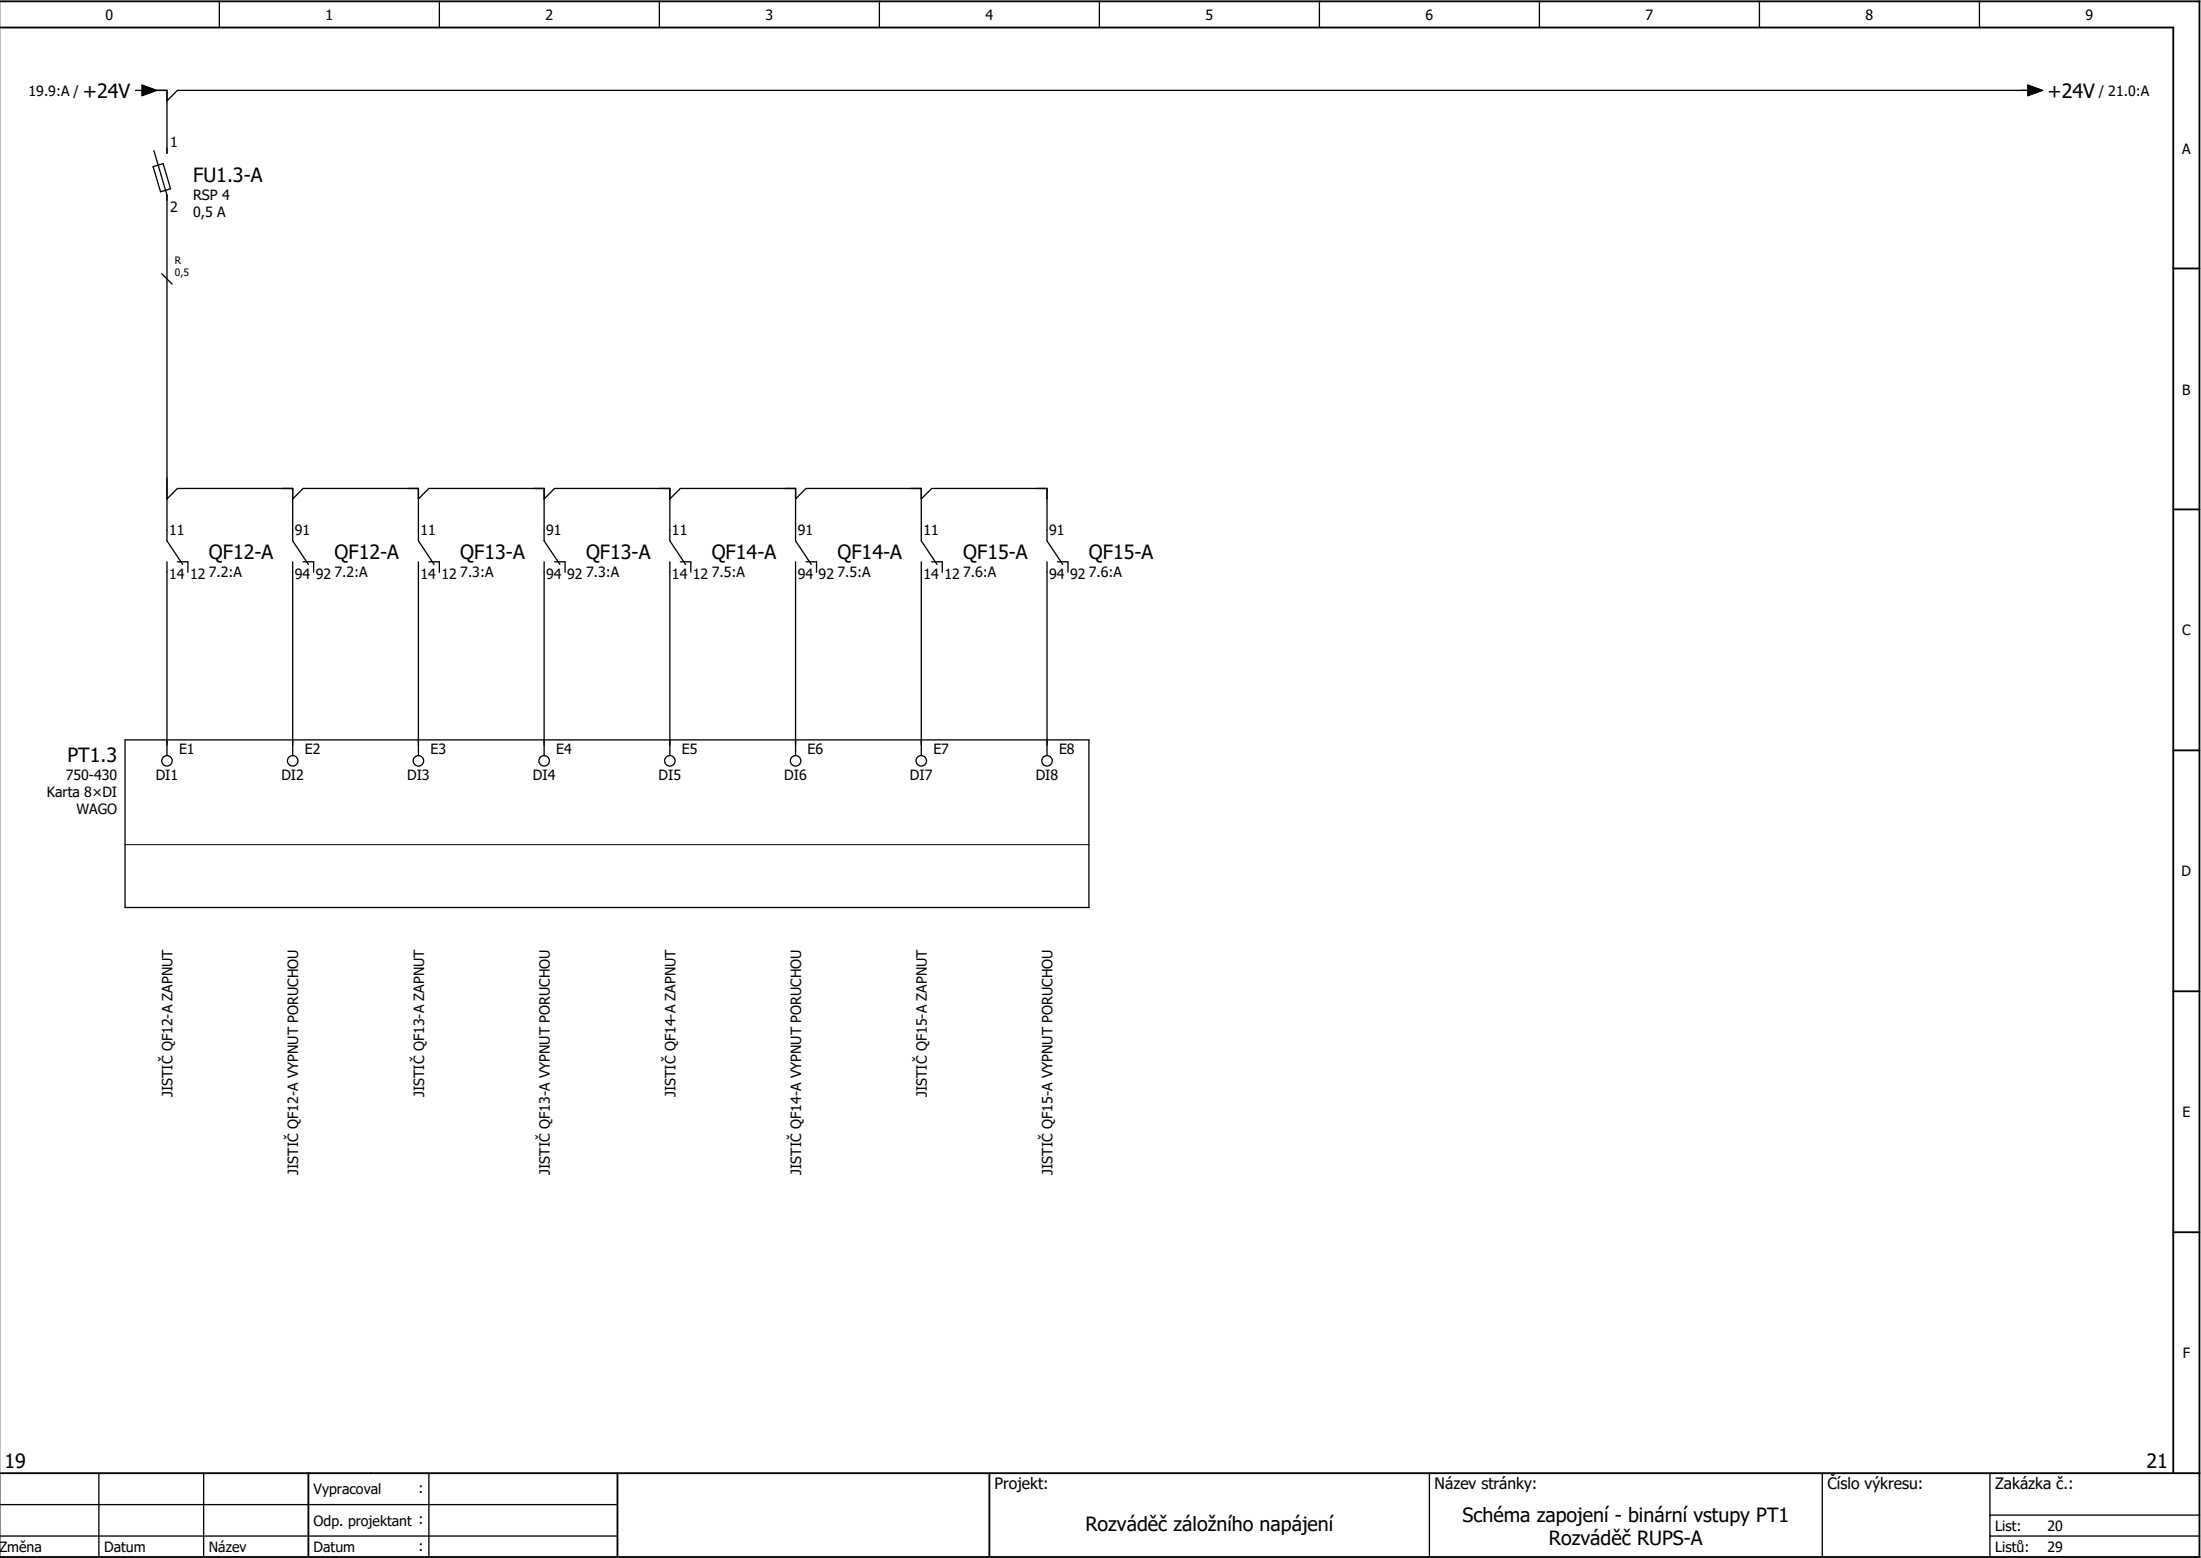 0 1 2 3 4 5 6 7 8 9
19.9:A / +24V
+24V / 21.0:A
A
B
C
D
E
F
1
FU1.3-A
RSP 4
2
0,5 A
R
0,5
11 91 11 91 11 91 11 91
QF12-A QF12-A QF13-A QF13-A QF14-A QF14-A QF15-A QF15-A
14 12 7.2:A 94 92 7.2:A 14 12 7.3:A 94 92 7.3:A 14 12 7.5:A 94 92 7.5:A 14 12 7.6:A 94 92 7.6:A
PT1.3
750-430
Karta 8×DI
WAGO
E1 E2 E3 E4 E5 E6 E7 E8
DI1 DI2 DI3 DI4 DI5 DI6 DI7 DI8
JISTIČ QF12-A ZAPNUT
JISTIČ QF12-A VYPNUT PORUCHOU
JISTIČ QF13-A ZAPNUT
JISTIČ QF13-A VYPNUT PORUCHOU
JISTIČ QF14-A ZAPNUT
JISTIČ QF14-A VYPNUT PORUCHOU
JISTIČ QF15-A ZAPNUT
JISTIČ QF15-A VYPNUT PORUCHOU
19
21
Vypracoval :
Odp. projektant :
Změna Datum Název Datum :
Projekt:
Rozváděč záložního napájení
Název stránky:
Schéma zapojení - binární vstupy PT1
Rozváděč RUPS-A
Číslo výkresu:
Zakázka č.:
List: 20
Listů: 29